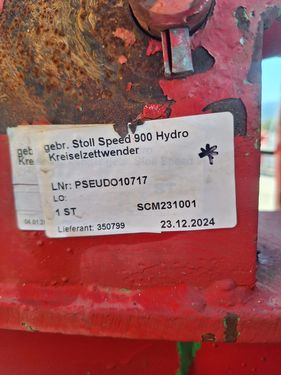 gebr. Stoll Speed 900 Hydro
Kreiselzettwender
LNr: PSEUDO10717
LO:
1 ST
SCM231001
Lieferant: 350799
23.12.2024